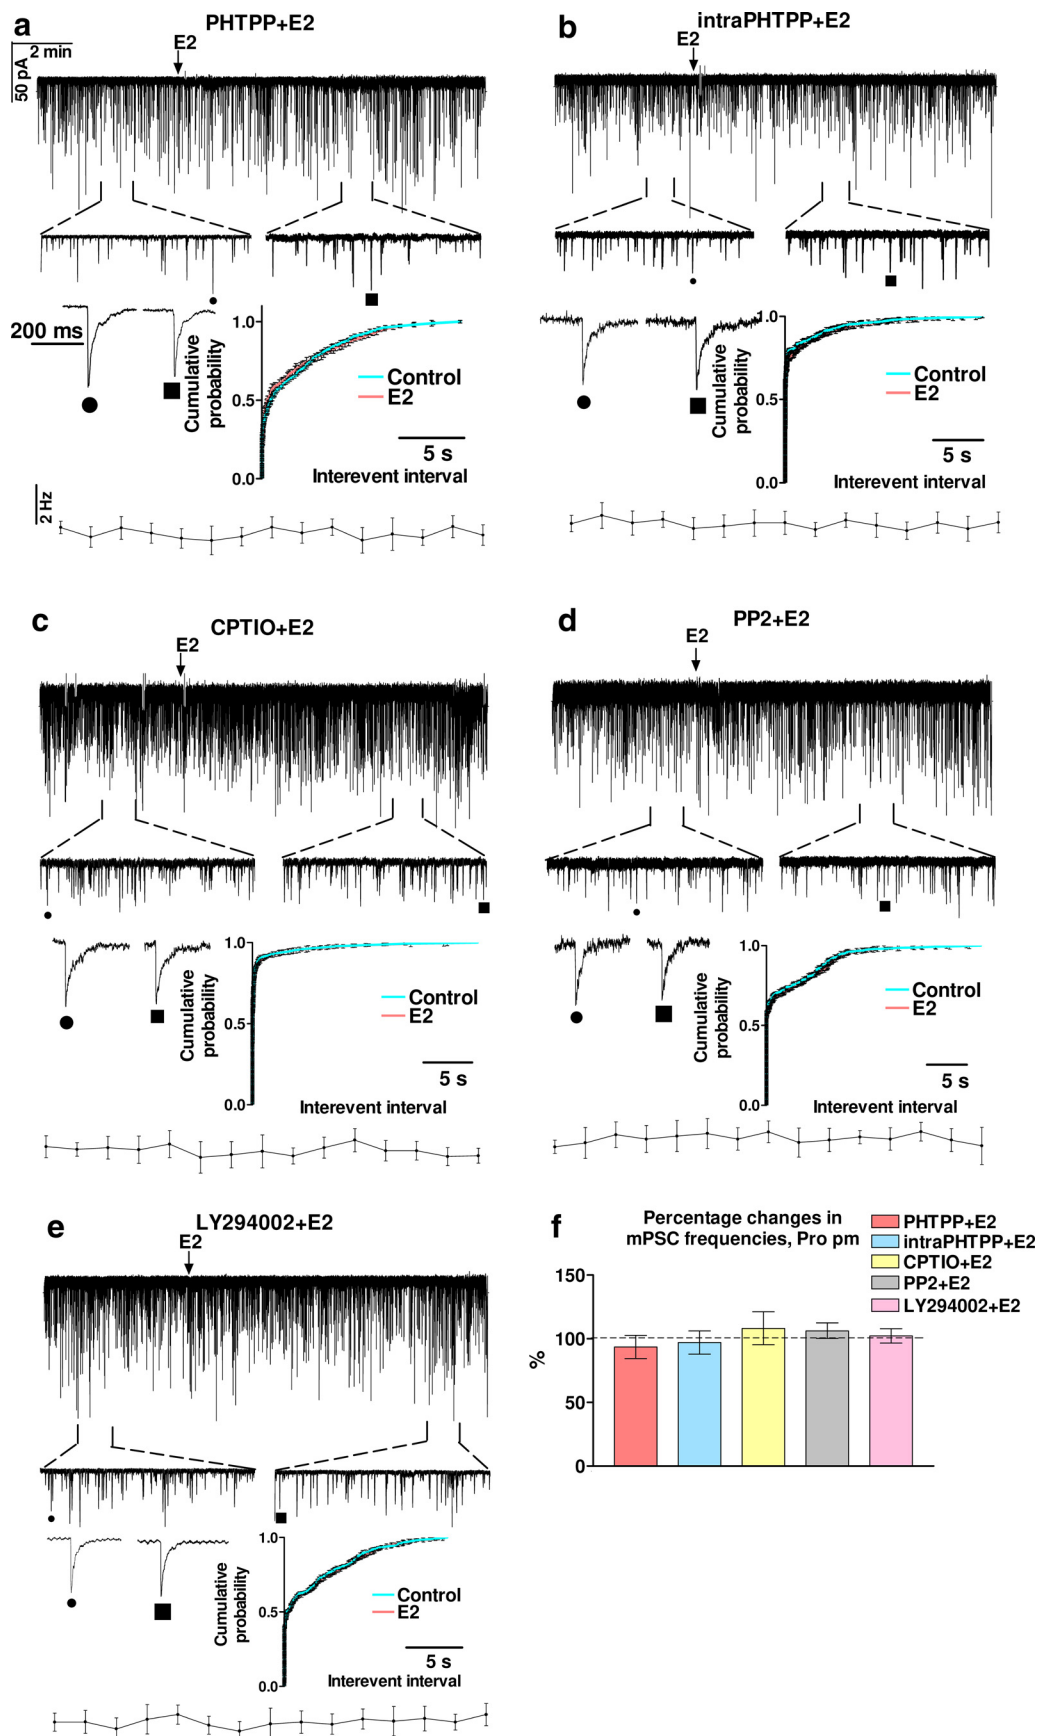 a
PHTPP+E2
2 min
50 pA
E2
200 ms
Cumulative
probability
1.0
0.5
0.0
Control
E2
5 s
Interevent interval
2 Hz
b
intraPHTPP+E2
E2
Cumulative
probability
1.0
0.5
0.0
Control
E2
5 s
Interevent interval
c
CPTIO+E2
E2
Cumulative
probability
1.0
0.5
0.0
Control
E2
5 s
Interevent interval
d
PP2+E2
E2
Cumulative
probability
1.0
0.5
0.0
Control
E2
5 s
Interevent interval
e
LY294002+E2
E2
Cumulative
probability
1.0
0.5
0.0
Control
E2
5 s
Interevent interval
f
Percentage changes in
mPSC frequencies, Pro pm
PHTPP+E2
intraPHTPP+E2
CPTIO+E2
PP2+E2
LY294002+E2
%
150
100
50
0